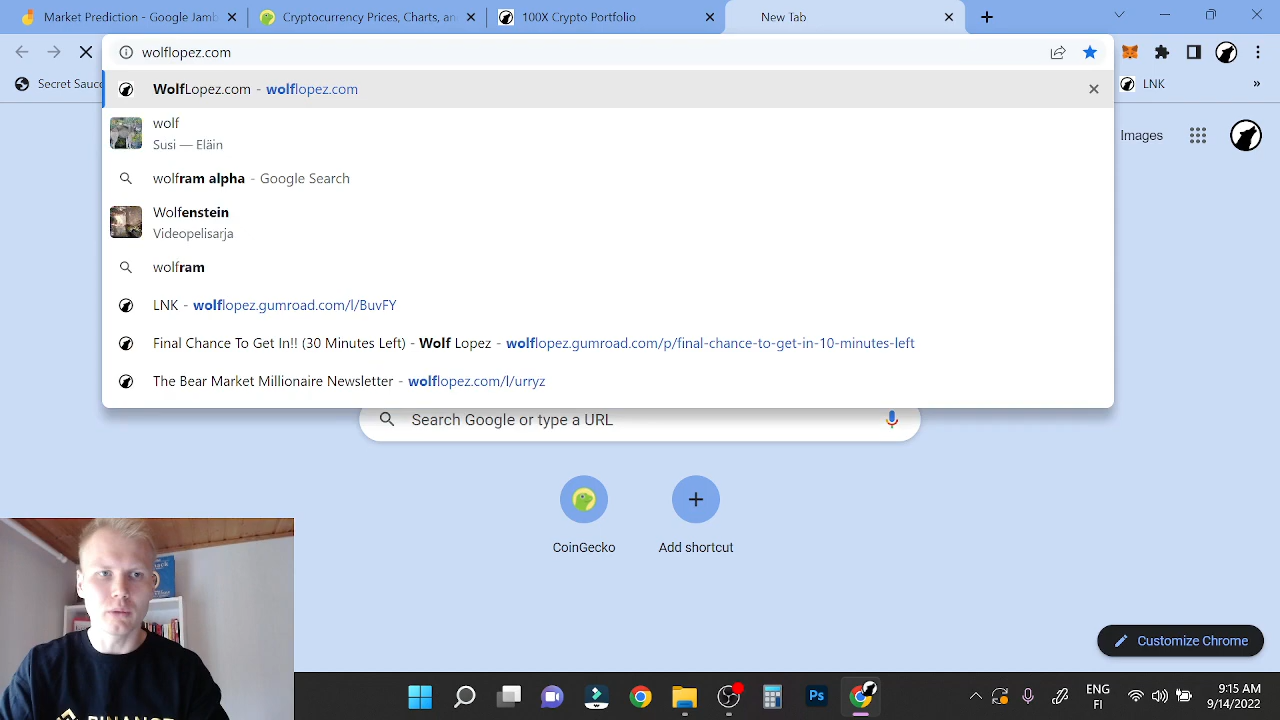 Market Prediction - Google Jamb
Cryptocurrency Prices, Charts, an
100X Crypto Portfolio
New Tab
wolflopez.com
Secret Sauce
LNK
»
WolfLopez.com - wolflopez.com
wolf
Susi — Eläin
wolfram alpha - Google Search
Wolfenstein
Videopelisarja
wolfram
LNK - wolflopez.gumroad.com/l/BuvFY
Final Chance To Get In!! (30 Minutes Left) - Wolf Lopez - wolflopez.gumroad.com/p/final-chance-to-get-in-10-minutes-left
The Bear Market Millionaire Newsletter - wolflopez.com/l/urryz
Images
Search Google or type a URL
CoinGecko
Add shortcut
Customize Chrome
BINANCE
Ps
ENG
FI
9:15 AM
9/14/2022